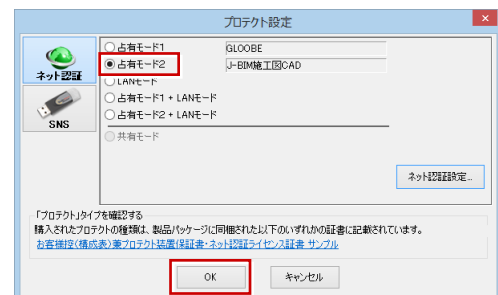 プロテクト設定
×
ネット認証
SNS
占有モード1 GLOOBE
占有モード2 J-BIM施工図CAD
LANモード
占有モード1 + LANモード
占有モード2 + LANモード
共有モード
ネット認証設定...
「プロテクト」タイプを確認する
購入されたプロテクトの種類は、製品パッケージに同梱された以下のいずれかの証書に記載されています。
お客様控(構成表)兼プロテクト装置保証書・ネット認証ライセンス証書 サンプル
OK キャンセル